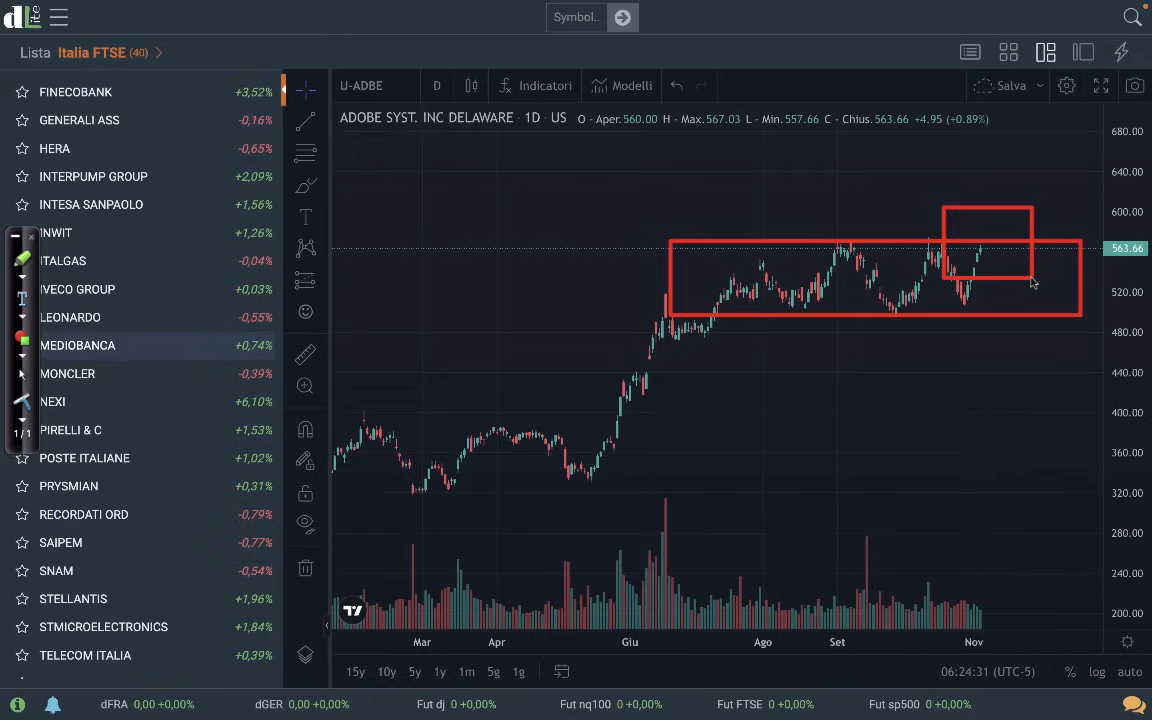 dLite
Symbol..
Lista Italia FTSE (40)
FINECOBANK +3,52%
GENERALI ASS -0,16%
HERA -0,65%
INTERPUMP GROUP +2,09%
INTESA SANPAOLO +1,56%
INWIT +1,26%
ITALGAS -0,04%
IVECO GROUP +0,03%
LEONARDO -0,55%
MEDIOBANCA +0,74%
MONCLER -0,39%
NEXI +6,10%
PIRELLI & C +1,53%
POSTE ITALIANE +1,02%
PRYSMIAN +0,31%
RECORDATI ORD -0,79%
SAIPEM -0,77%
SNAM -0,54%
STELLANTIS +1,96%
STMICROELECTRONICS +1,84%
TELECOM ITALIA +0,39%
T
1/1
T
U-ADBE D Indicatori Modelli Salva
ADOBE SYST. INC DELAWARE · 1D · US O - Aper.560.00 H - Max.567.03 L - Min.557.66 C - Chius.563.66 +4.95 (+0.89%)
680.00
640.00
600.00
563.66
520.00
480.00
440.00
400.00
360.00
320.00
280.00
240.00
200.00
Mar Apr Giu Ago Set Nov
15y 10y 5y 1y 1m 5g 1g 06:24:31 (UTC-5) % log auto
dFRA 0,00 +0,00% dGER 0,00 +0,00% Fut dj 0 +0,00% Fut nq100 0 +0,00% Fut FTSE 0 +0,00% Fut sp500 0 +0,00%